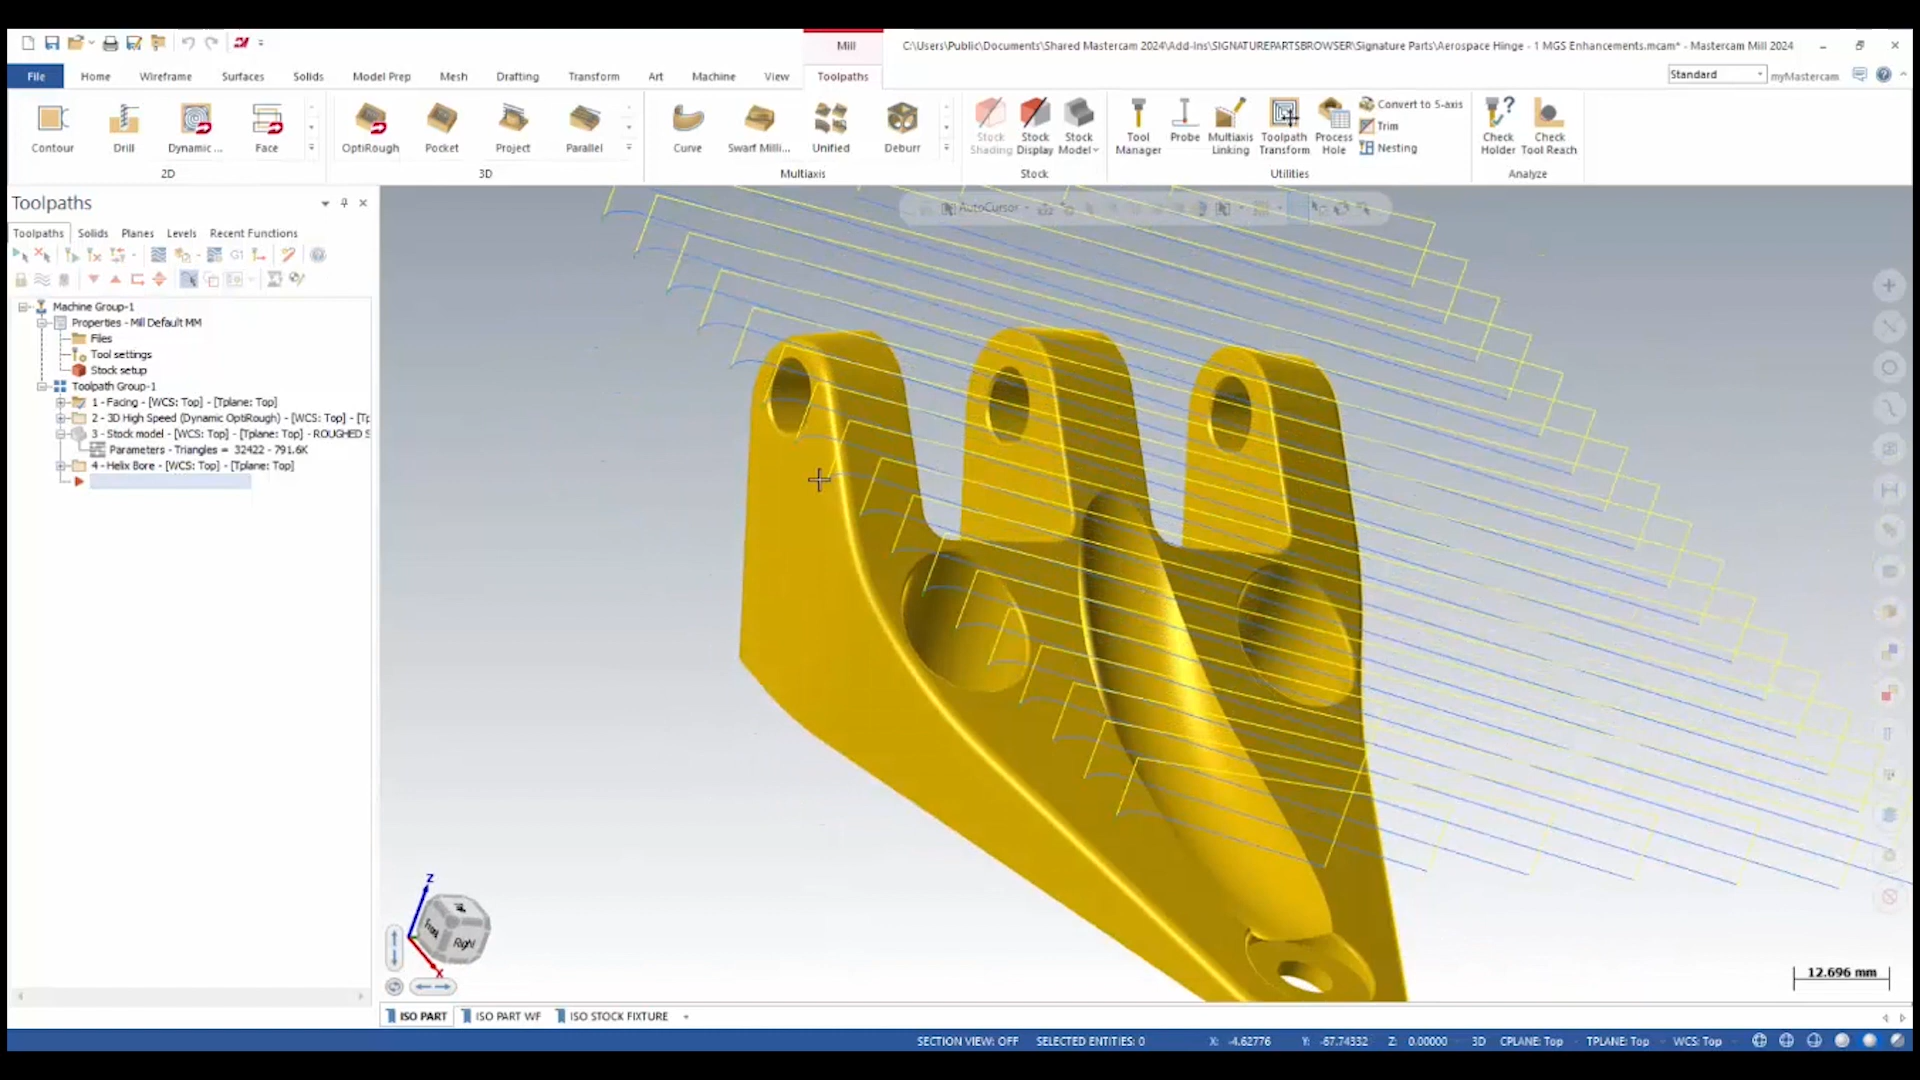 Mill
C:\Users\Public\Documents\Shared Mastercam 2024\Add-Ins\SIGNATUREPARTSBROWSER\Signature Parts\Aerospace Hinge - 1 MGS Enhancements.mcam* - Mastercam Mill 2024
File Home Wireframe Surfaces Solids Model Prep Mesh Drafting Transform Art Machine View Toolpaths
Standard myMastercam
Contour Drill Dynamic ... Face OptiRough Pocket Project Parallel Curve Swarf Milli... Unified Deburr
Stock Shading Stock Display Stock Model
Tool Manager Probe Multiaxis Linking Toolpath Transform Process Hole
Convert to 5-axis
Trim
Nesting
Check Holder Check Tool Reach
2D 3D Multiaxis Stock Utilities Analyze
Toolpaths
AutoCursor
Toolpaths Solids Planes Levels Recent Functions
G1
Machine Group-1
Properties - Mill Default MM
Files
Tool settings
Stock setup
Toolpath Group-1
1 - Facing - [WCS: Top] - [Tplane: Top]
2 - 3D High Speed (Dynamic OptiRough) - [WCS: Top] - [Tp
3 - Stock model - [WCS: Top] - [Tplane: Top] - ROUGHED S
Parameters - Triangles = 32422 - 791.6K
4 - Helix Bore - [WCS: Top] - [Tplane: Top]
Z
Front Right
X
12.696 mm
ISO PART ISO PART WF ISO STOCK FIXTURE
SECTION VIEW: OFF SELECTED ENTITIES: 0 X: -4.62776 Y: -67.74332 Z: 0.00000 3D CPLANE: Top TPLANE: Top WCS: Top